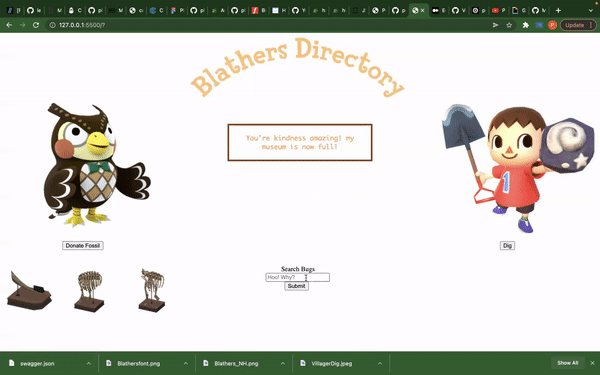 127.0.0.1:5500/?
Update
Blathers Directory
You're kindness amazing! my
museum is now full!
1
Donate Fossil
Dig
Search Bugs
Hoo! Why?
Submit
swagger.json
Blathersfont.png
Blathers_NH.png
VillagerDig.jpeg
Show All